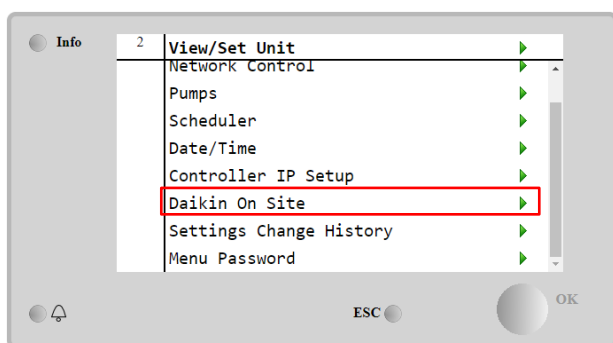 Info
2 View/Set Unit
Network Control
Pumps
Scheduler
Date/Time
Controller IP Setup
Daikin On Site
Settings Change History
Menu Password
ESC
OK